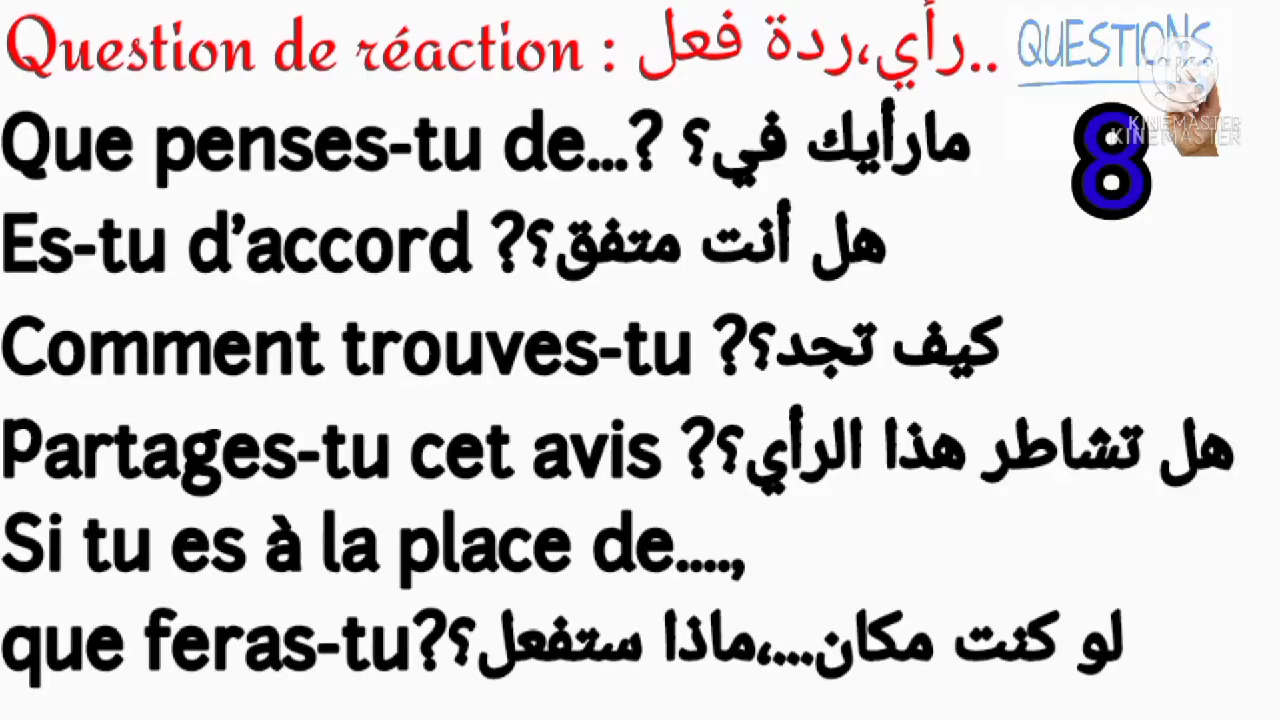 Question de réaction : رأي،ردة فعل..
QUESTIONS
8
KINEMASTER
KINEMASTER
Que penses-tu de...? مارأيك في؟
Es-tu d'accord ?هل أنت متفق؟
Comment trouves-tu ?كيف تجد؟
Partages-tu cet avis ?هل تشاطر هذا الرأي؟
Si tu es à la place de....,
que feras-tu?لو كنت مكان...،ماذا ستفعل؟